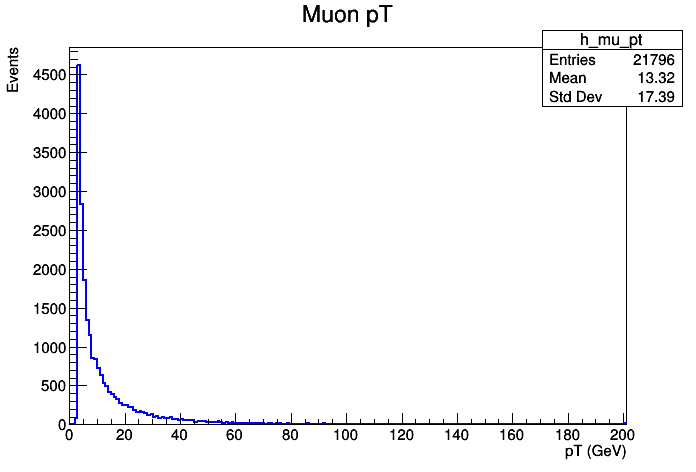 Muon pT
h_mu_pt
Entries 21796
Mean 13.32
Std Dev 17.39
Events
4500
4000
3500
3000
2500
2000
1500
1000
500
0
0 20 40 60 80 100 120 140 160 180 200
pT (GeV)